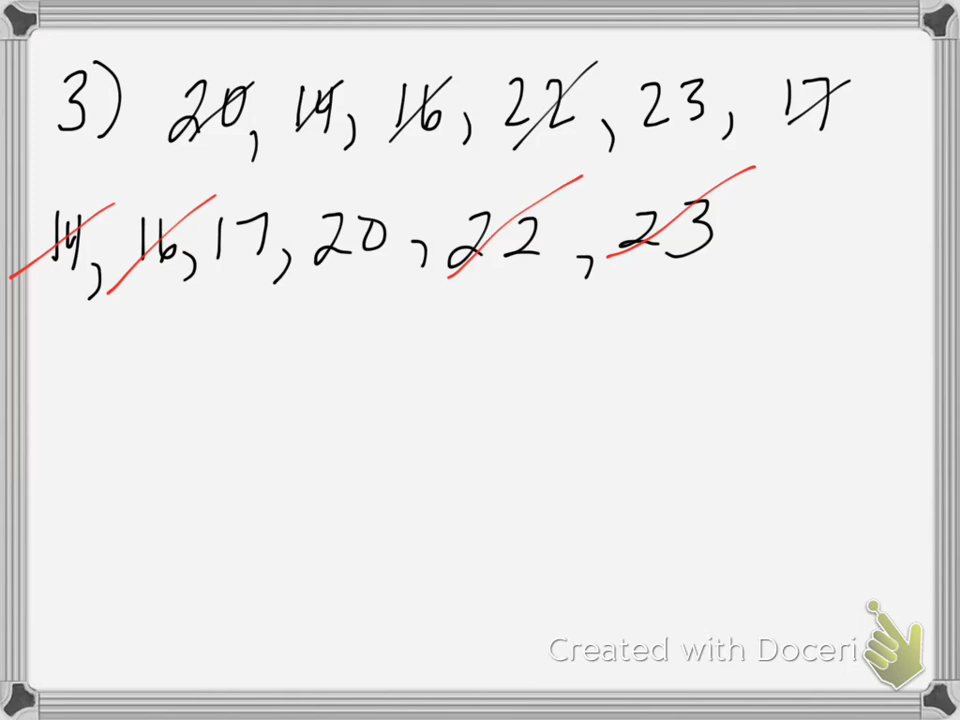 3) 20, 14, 16, 22, 23, 17
14, 16, 17, 20, 22, 23
Created with Doceri